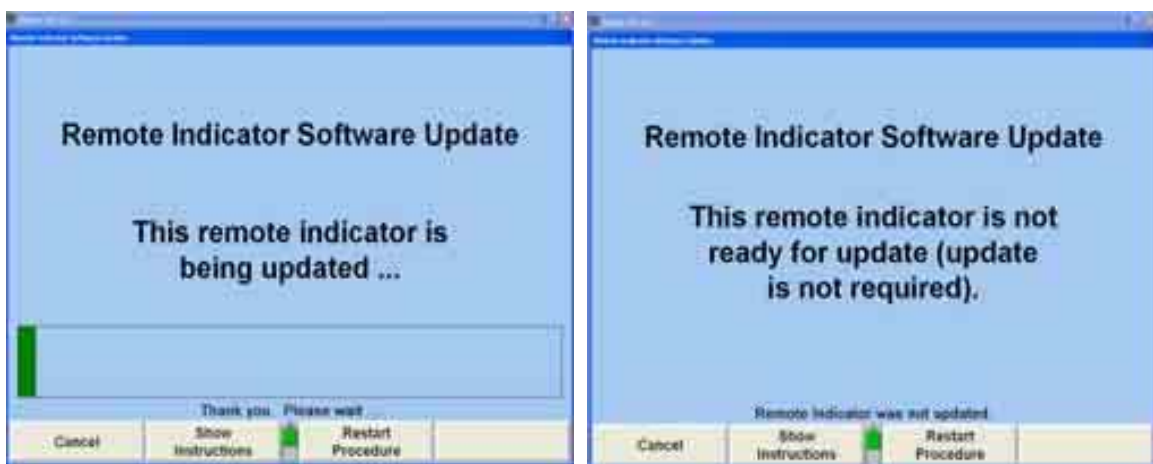 Remote Indicator Software Update
This remote indicator is
being updated ...
Thank you. Please wait
Cancel
Show
Instructions
Restart
Procedure
Remote Indicator Software Update
This remote indicator is not
ready for update (update
is not required).
Remote Indicator was not updated
Cancel
Show
Instructions
Restart
Procedure